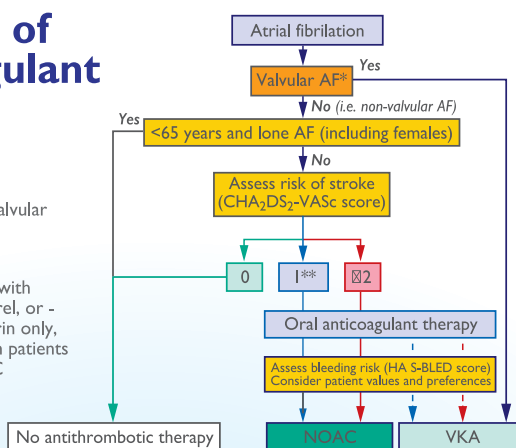 of
gulant
Atrial fibrilation
Yes
Valvular AF*
No (i.e. non-valvular AF)
Yes
<65 years and lone AF (including females)
No
Assess risk of stroke
(CHA₂DS₂-VASc score)
alvular
0
1**
2
with
rel, or -
rin only,
n patients
C
Oral anticoagulant therapy
Assess bleeding risk (HA S-BLED score)
Consider patient values and preferences
No antithrombotic therapy
NOAC
VKA